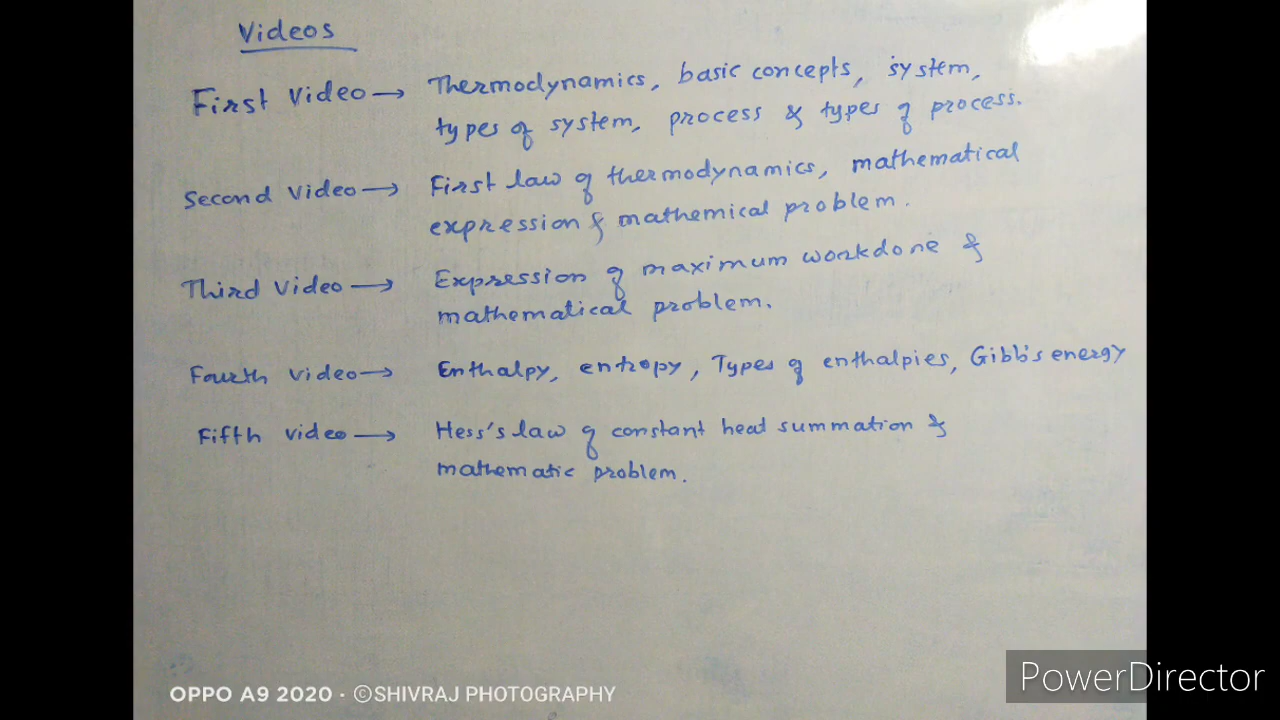 Videos
First Video → Thermodynamics, basic concepts, system,
types of system, process & types of process.
Second Video → First law of thermodynamics, mathematical
expression & mathemical problem.
Third Video → Expression of maximum workdone &
mathematical problem.
Fourth video → Enthalpy, entropy, Types of enthalpies, Gibb's energy
Fifth video → Hess's law of constant heat summation &
mathematic problem.
OPPO A9 2020 · ©SHIVRAJ PHOTOGRAPHY
PowerDirector